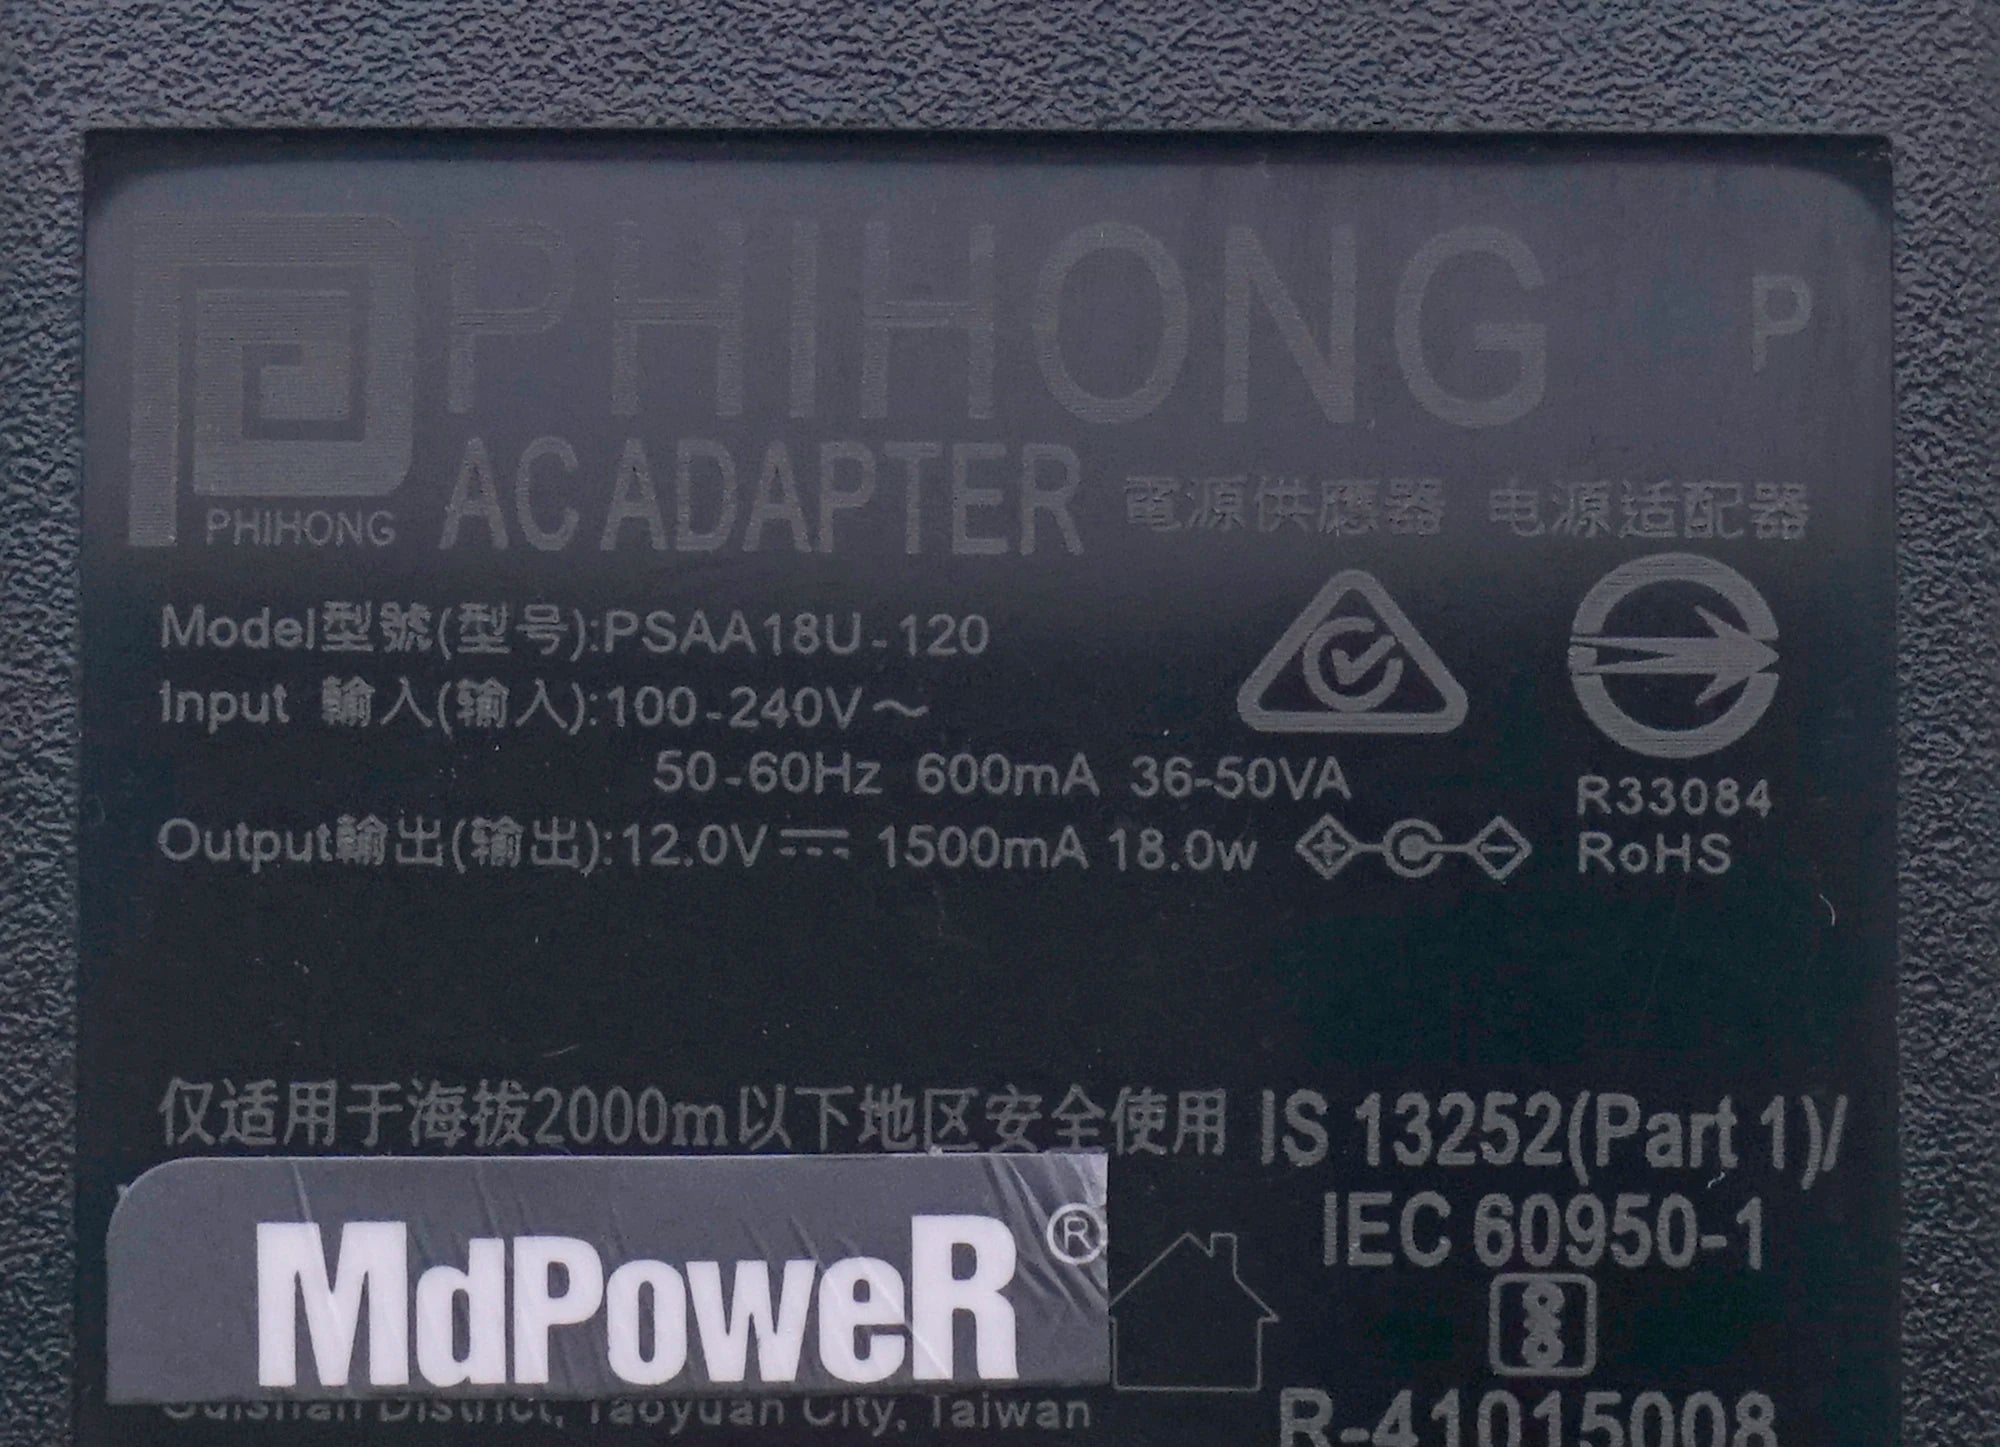 PHIHONG P
PHIHONG
AC ADAPTER 電源供應器 电源适配器
Model型號(型号):PSAA18U-120
Input 輸入(输入):100-240V～
50-60Hz 600mA 36-50VA
R33084
Output輸出(输出):12.0V⎓ 1500mA 18.0w
RoHS
仅适用于海拔2000m以下地区安全使用
IS 13252(Part 1)/
IEC 60950-1
MdPoweR®
R-41015008
District, Taoyuan City, Taiwan